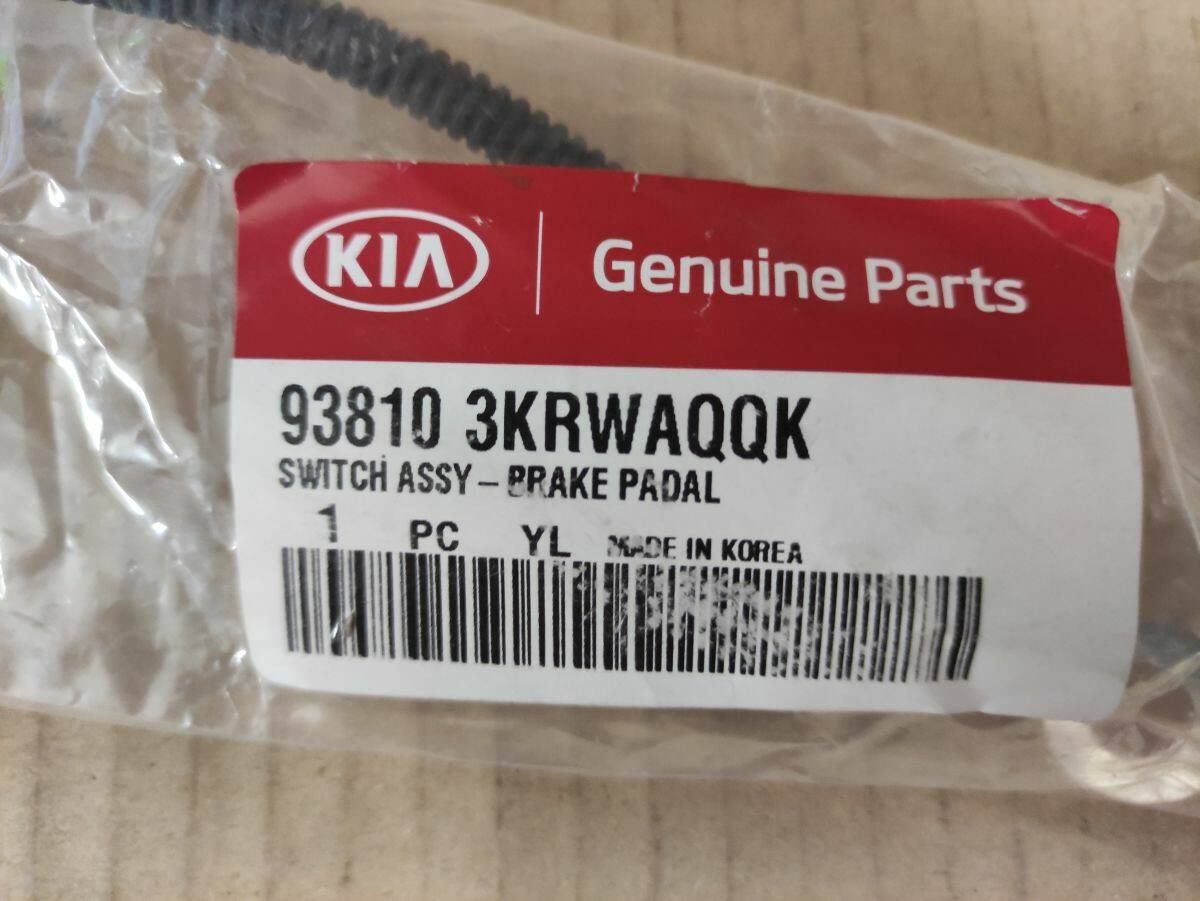 KIA Genuine Parts
93810 3KRWAQQK
SWITCH ASSY - BRAKE PADAL
1 PC YL MADE IN KOREA